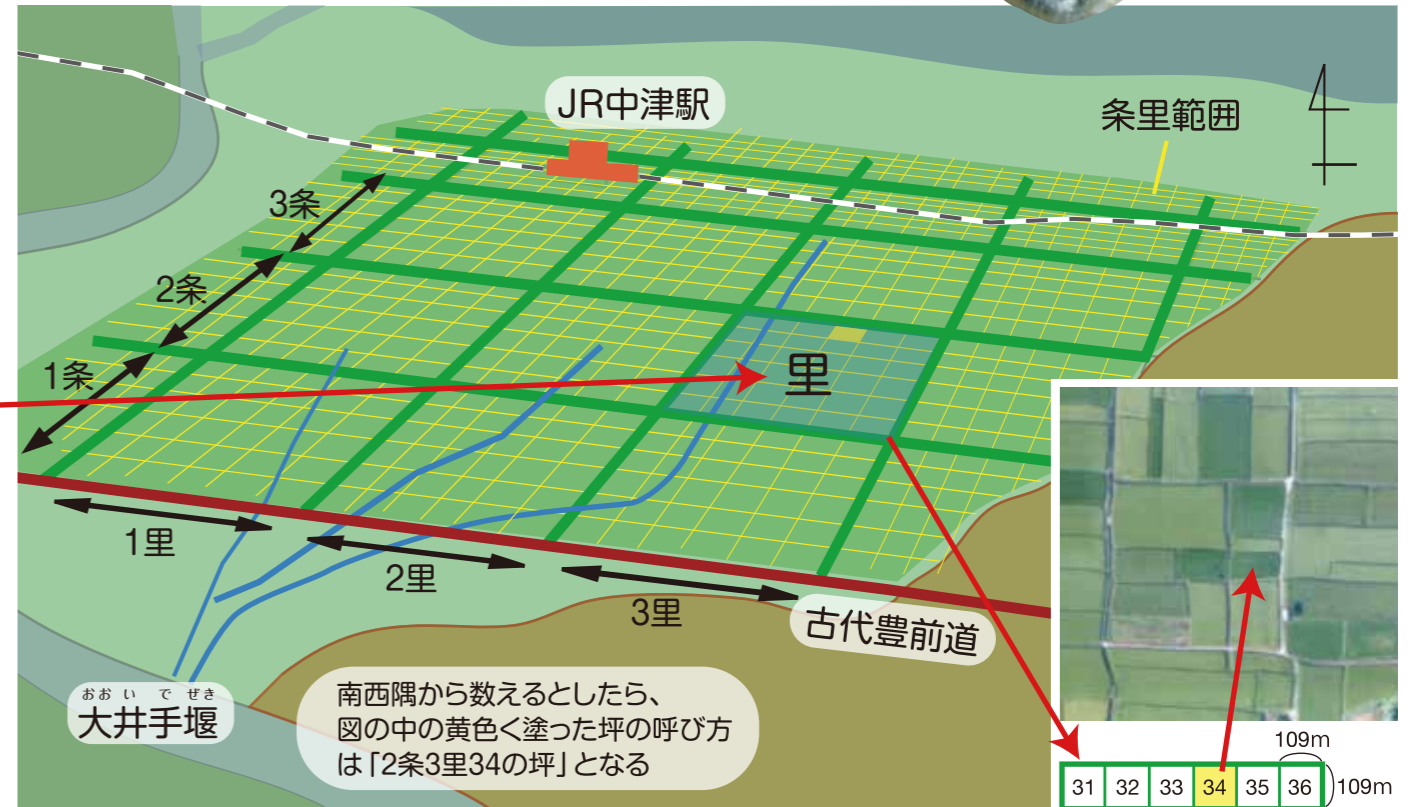 JR中津駅
条里範囲
3条
2条
1条
里
1里
2里
3里
古代豊前道
おおいでぜき
大井手堰
南西隅から数えるとしたら、
図の中の黄色く塗った坪の呼び方
は「2条3里34の坪」となる
109m
31 32 33 34 35 36 109m